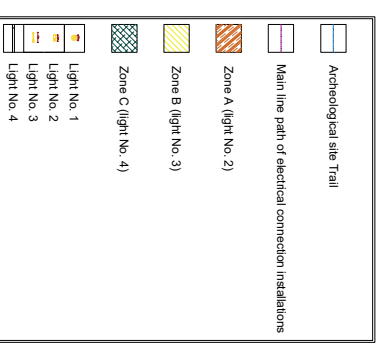 Archeological site Trail
Main line path of electrical connection installations
Zone A (light No. 2)
Zone B (light No. 3)
Zone C (light No. 4)
Light No. 1
Light No. 2
Light No. 3
Light No. 4